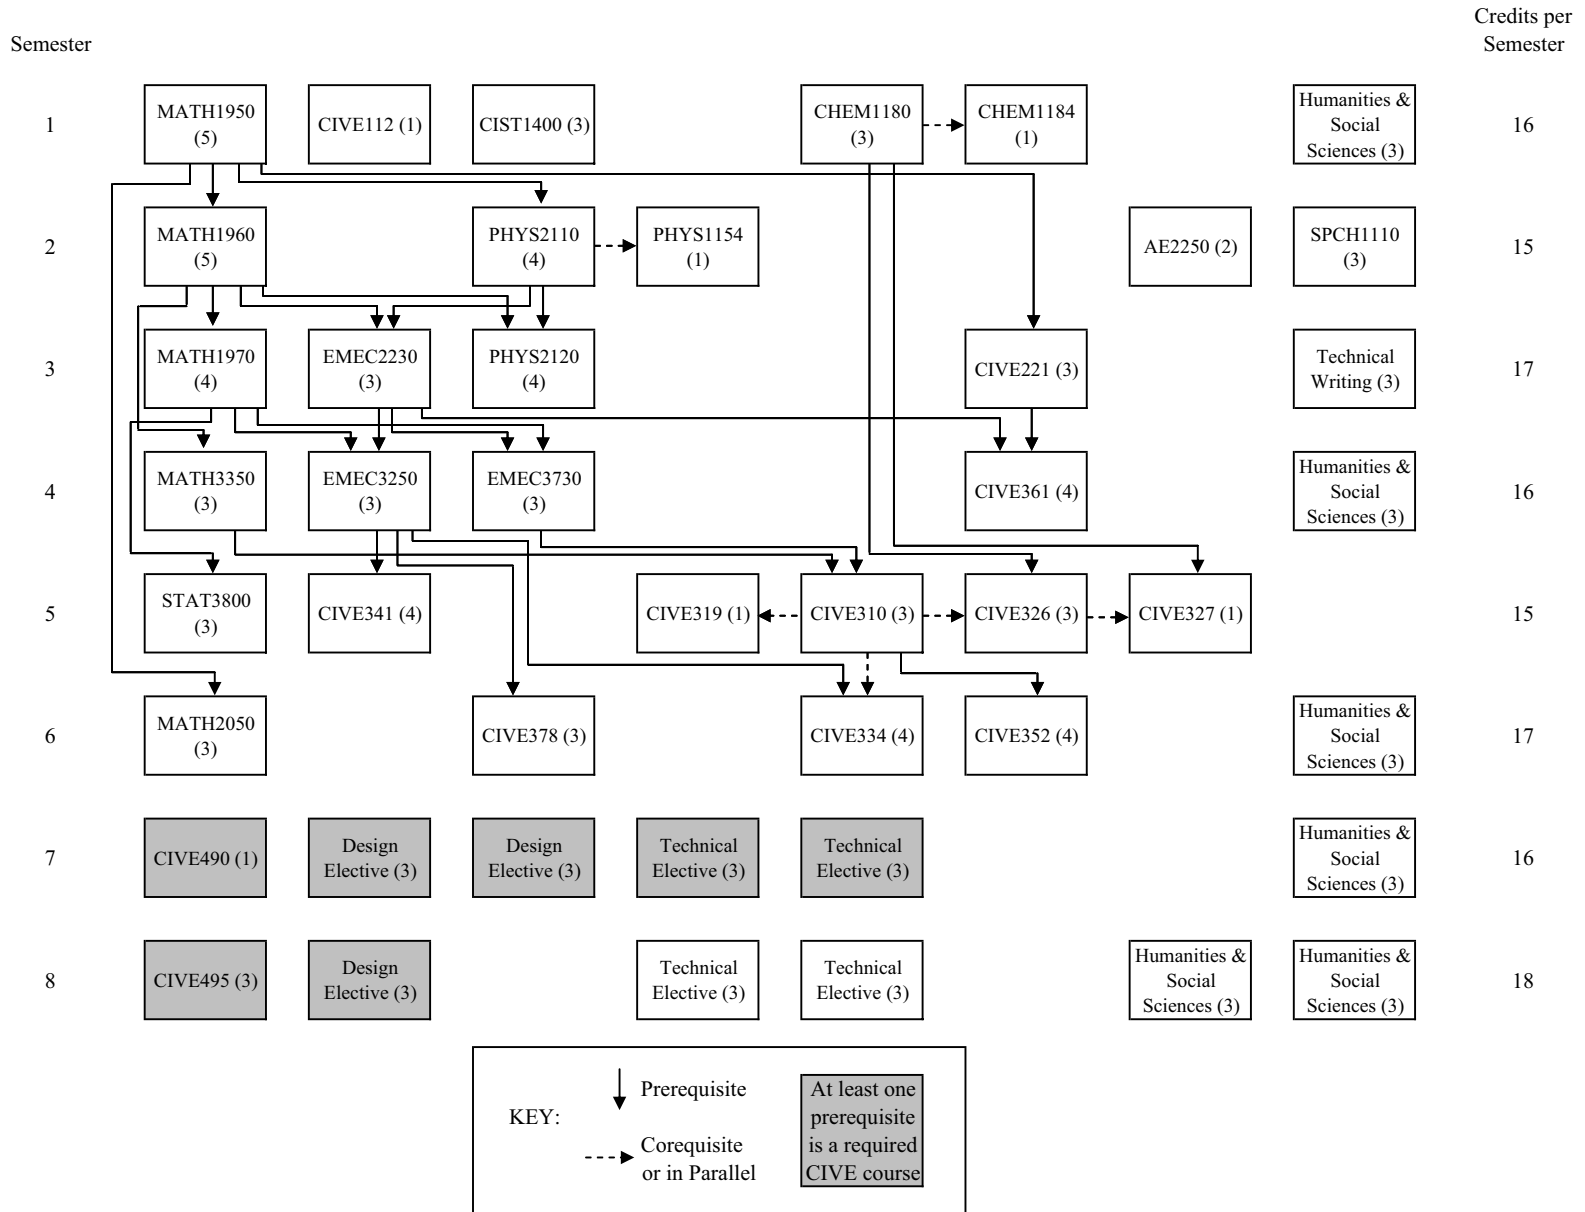 Semester
Credits per
Semester
1
MATH1950
(5)
CIVE112 (1)
CIST1400 (3)
CHEM1180
(3)
CHEM1184
(1)
Humanities &
Social
Sciences (3)
16
2
MATH1960
(5)
PHYS2110
(4)
PHYS1154
(1)
AE2250 (2)
SPCH1110
(3)
15
3
MATH1970
(4)
EMEC2230
(3)
PHYS2120
(4)
CIVE221 (3)
Technical
Writing (3)
17
4
MATH3350
(3)
EMEC3250
(3)
EMEC3730
(3)
CIVE361 (4)
Humanities &
Social
Sciences (3)
16
5
STAT3800
(3)
CIVE341 (4)
CIVE319 (1)
CIVE310 (3)
CIVE326 (3)
CIVE327 (1)
15
6
MATH2050
(3)
CIVE378 (3)
CIVE334 (4)
CIVE352 (4)
Humanities &
Social
Sciences (3)
17
7
CIVE490 (1)
Design
Elective (3)
Design
Elective (3)
Technical
Elective (3)
Technical
Elective (3)
Humanities &
Social
Sciences (3)
16
8
CIVE495 (3)
Design
Elective (3)
Technical
Elective (3)
Technical
Elective (3)
Humanities &
Social
Sciences (3)
Humanities &
Social
Sciences (3)
18
KEY:
Prerequisite
Corequisite
or in Parallel
At least one
prerequisite
is a required
CIVE course